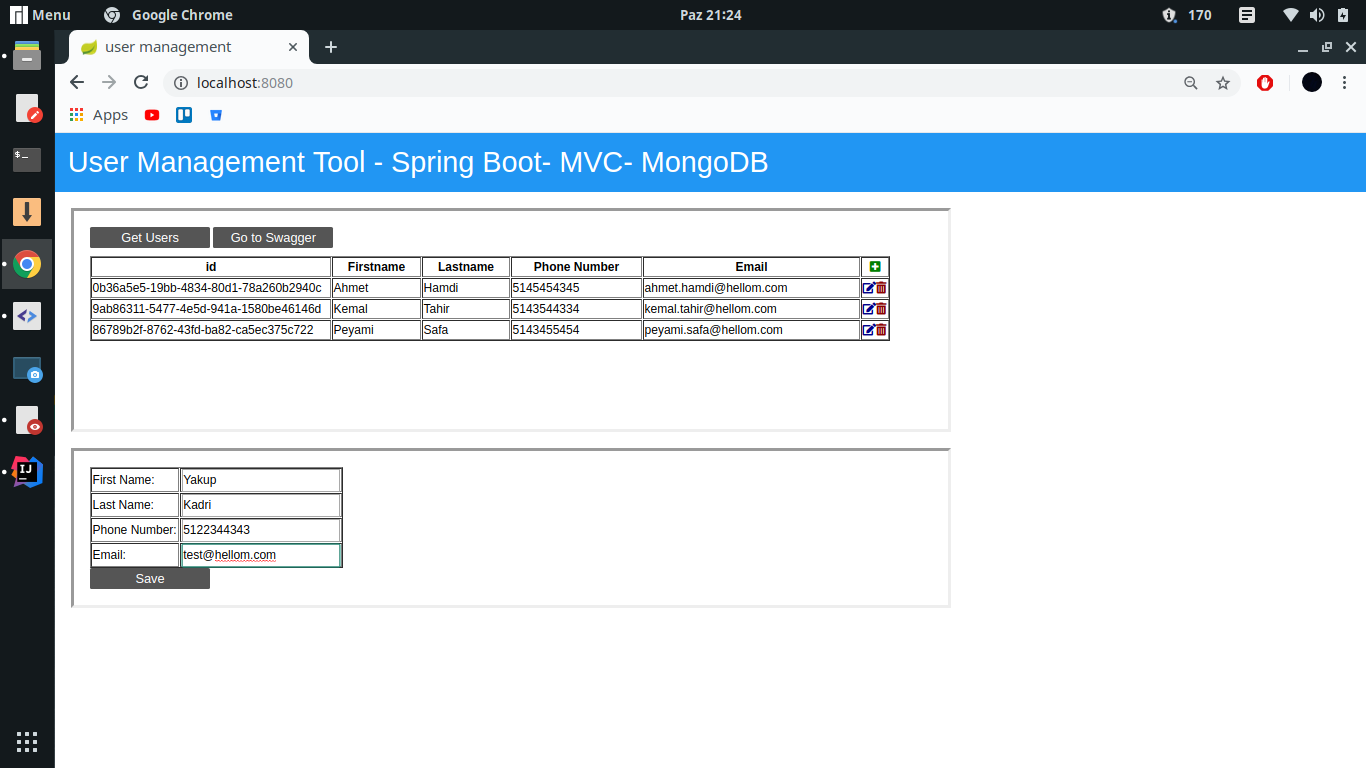 Menu Google Chrome Paz 21:24 170
user management
localhost:8080
Apps
User Management Tool - Spring Boot- MVC- MongoDB
Get Users Go to Swagger
id Firstname Lastname Phone Number Email
0b36a5e5-19bb-4834-80d1-78a260b2940c Ahmet Hamdi 5145454345 ahmet.hamdi@hellom.com
9ab86311-5477-4e5d-941a-1580be46146d Kemal Tahir 5143544334 kemal.tahir@hellom.com
86789b2f-8762-43fd-ba82-ca5ec375c722 Peyami Safa 5143455454 peyami.safa@hellom.com
First Name: Yakup
Last Name: Kadri
Phone Number: 5122344343
Email: test@hellom.com
Save
IJ